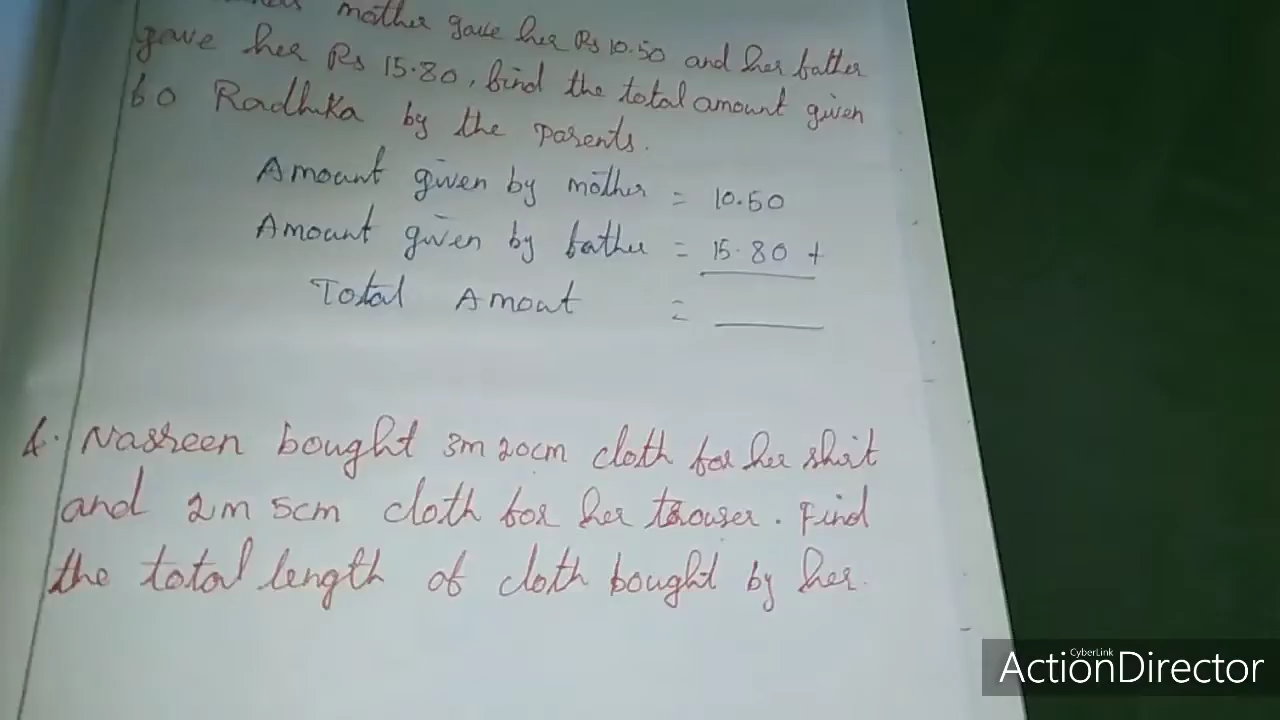 mother gave her Rs 10.50 and her father
gave her Rs 15.80, find the total amount given
to Radhika by the parents.
Amount given by mother = 10.50
Amount given by father = 15.80 +
Total Amout =
Nasreen bought 3m 20cm cloth for her shirt
and 2m 5cm cloth for her trouser. Find
the total length of cloth bought by her.
CyberLink
ActionDirector